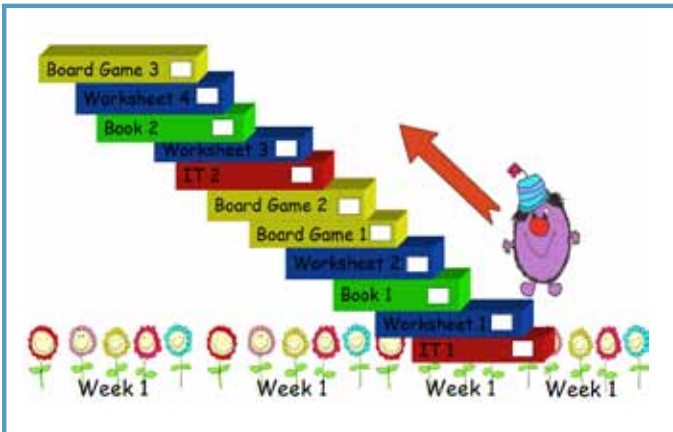 Board Game 3
Worksheet 4
Book 2
Worksheet 3
IT 2
Board Game 2
Board Game 1
Worksheet 2
Book 1
Worksheet 1
IT 1
Week 1 Week 1 Week 1 Week 1